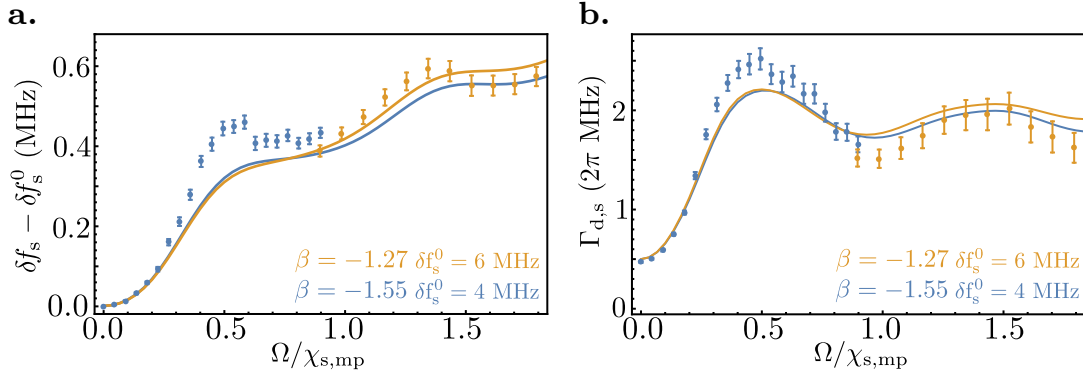 a.
δf_s − δf_s^0 (MHz)
0.6
0.4
0.2
0.0
β = −1.27 δf_s^0 = 6 MHz
β = −1.55 δf_s^0 = 4 MHz
0.0 0.5 1.0 1.5
Ω/χ_s,mp
b.
Γ_d,s (2π MHz)
2
1
0
β = −1.27 δf_s^0 = 6 MHz
β = −1.55 δf_s^0 = 4 MHz
0.0 0.5 1.0 1.5
Ω/χ_s,mp